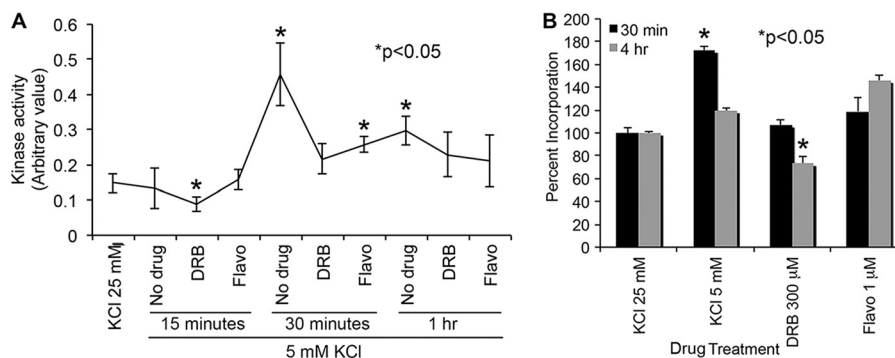 A
Kinase activity
(Arbitrary value)
0.6
0.5
0.4
0.3
0.2
0.1
0
*
*
*
*
*p<0.05
KCl 25 mM
No drug
DRB
Flavo
No drug
DRB
Flavo
No drug
DRB
Flavo
15 minutes
30 minutes
1 hr
5 mM KCl
B
Percent Incorporation
200
180
160
140
120
100
80
60
40
20
0
30 min
4 hr
*
*
*p<0.05
KCl 25 mM
KCl 5 mM
DRB 300 µM
Flavo 1 µM
Drug Treatment